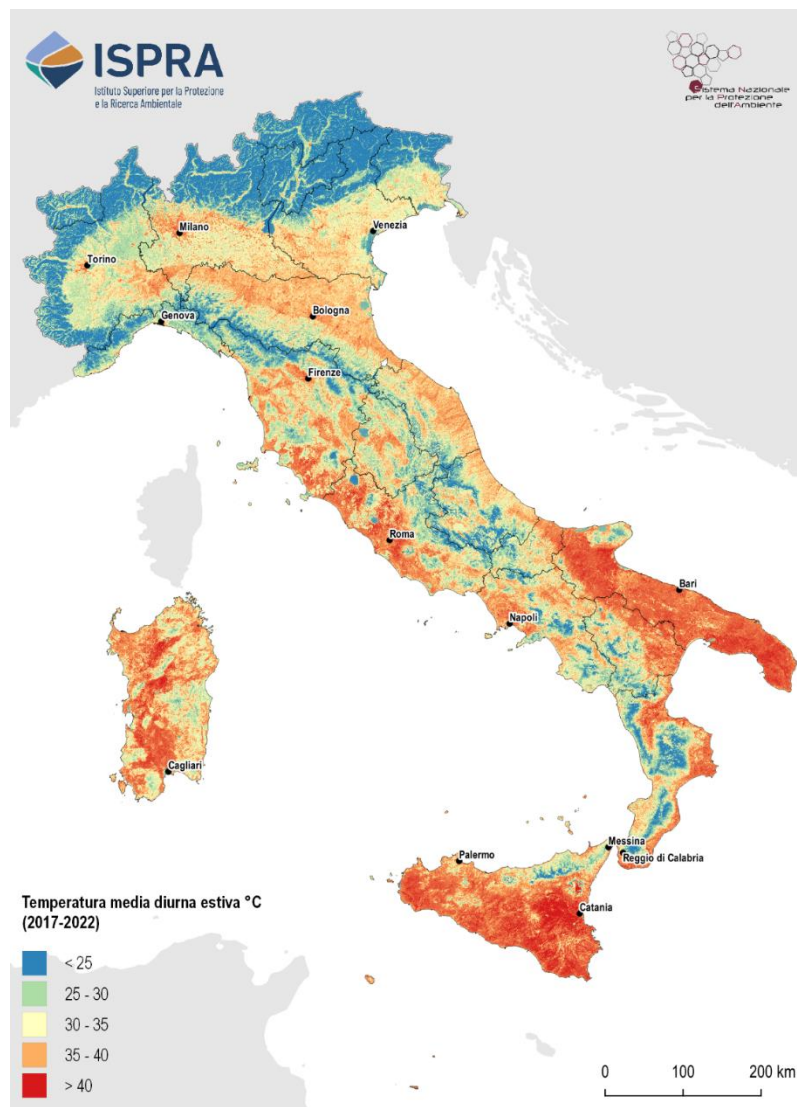 ISPRA
Istituto Superiore per la Protezione
e la Ricerca Ambientale
Sistema Nazionale
per la Protezione
dell'Ambiente
Milano
Venezia
Torino
Genova
Bologna
Firenze
Roma
Bari
Napoli
Cagliari
Messina
Palermo
Reggio di Calabria
Catania
Temperatura media diurna estiva °C
(2017-2022)
< 25
25 - 30
30 - 35
35 - 40
> 40
0 100 200 km